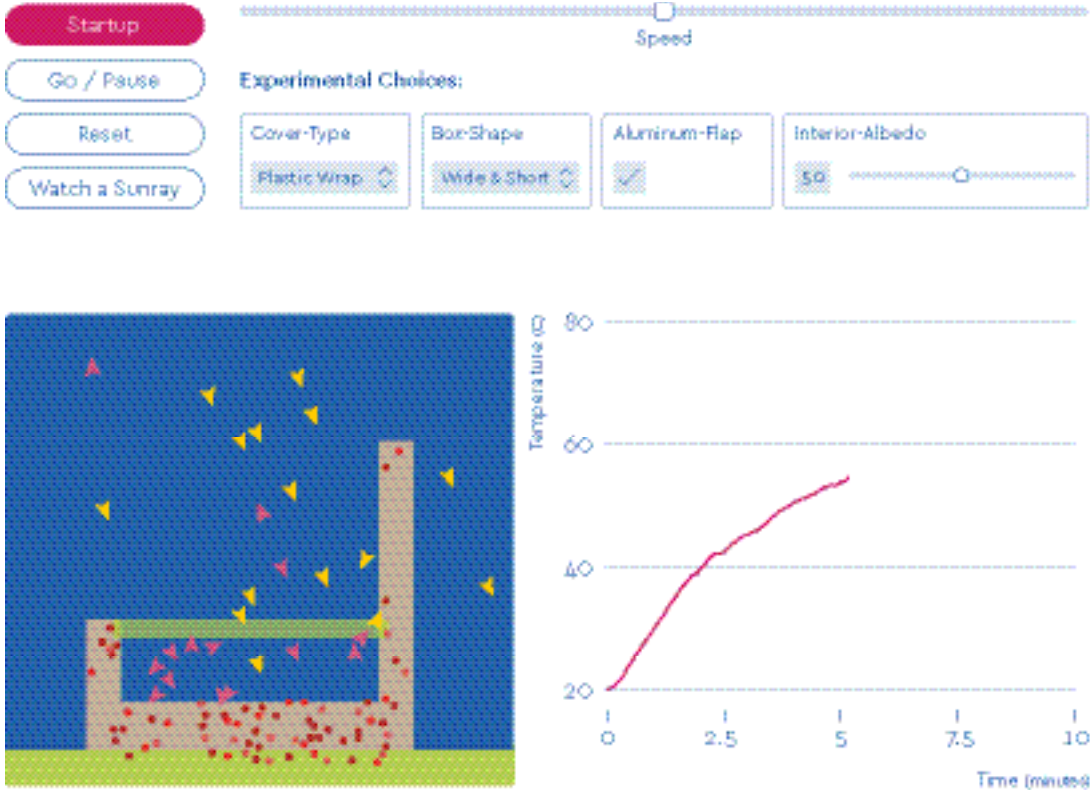 Startup
Speed
Go / Pause
Experimental Choices:
Reset
Cover-Type
Box-Shape
Aluminum-Flap
Interior-Albedo
Watch a Sunray
Plastic Wrap
Wide & Short
50
Temperature (C)
80
60
40
20
0
2.5
5
7.5
10
Time (minutes)